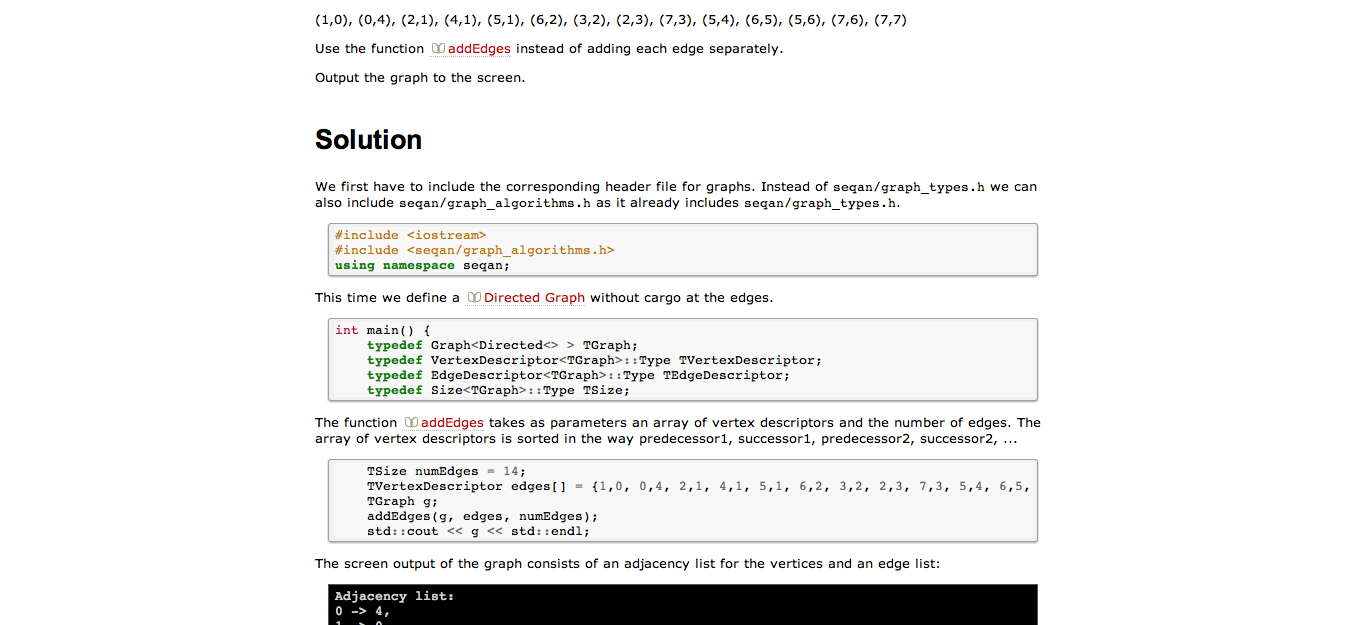 (1,0), (0,4), (2,1), (4,1), (5,1), (6,2), (3,2), (2,3), (7,3), (5,4), (6,5), (5,6), (7,6), (7,7)
Use the function addEdges instead of adding each edge separately.
Output the graph to the screen.
Solution
We first have to include the corresponding header file for graphs. Instead of seqan/graph_types.h we can
also include seqan/graph_algorithms.h as it already includes seqan/graph_types.h.
#include <iostream>
#include <seqan/graph_algorithms.h>
using namespace seqan;
This time we define a Directed Graph without cargo at the edges.
int main() {
    typedef Graph<Directed<> > TGraph;
    typedef VertexDescriptor<TGraph>::Type TVertexDescriptor;
    typedef EdgeDescriptor<TGraph>::Type TEdgeDescriptor;
    typedef Size<TGraph>::Type TSize;
The function addEdges takes as parameters an array of vertex descriptors and the number of edges. The
array of vertex descriptors is sorted in the way predecessor1, successor1, predecessor2, successor2, ...
    TSize numEdges = 14;
    TVertexDescriptor edges[] = {1,0, 0,4, 2,1, 4,1, 5,1, 6,2, 3,2, 2,3, 7,3, 5,4, 6,5,
    TGraph g;
    addEdges(g, edges, numEdges);
    std::cout << g << std::endl;
The screen output of the graph consists of an adjacency list for the vertices and an edge list:
Adjacency list:
0 -> 4,